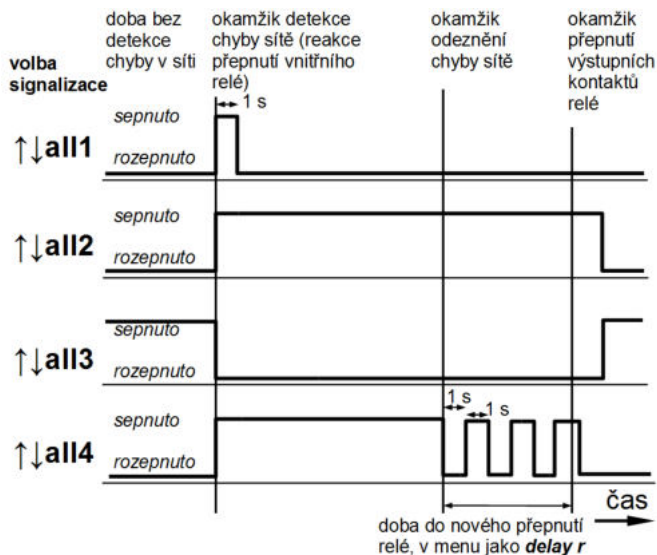 doba bez
detekce
chyby v síti
okamžik detekce
chyby sítě (reakce
přepnutí vnitřního
relé)
okamžik
odeznění
chyby sítě
okamžik
přepnutí
výstupních
kontaktů
relé
volba
signalizace
1 s
sepnuto
↑↓all1
rozepnuto
sepnuto
↑↓all2
rozepnuto
sepnuto
↑↓all3
rozepnuto
1 s
1 s
sepnuto
↑↓all4
rozepnuto
čas
doba do nového přepnutí
relé, v menu jako delay r